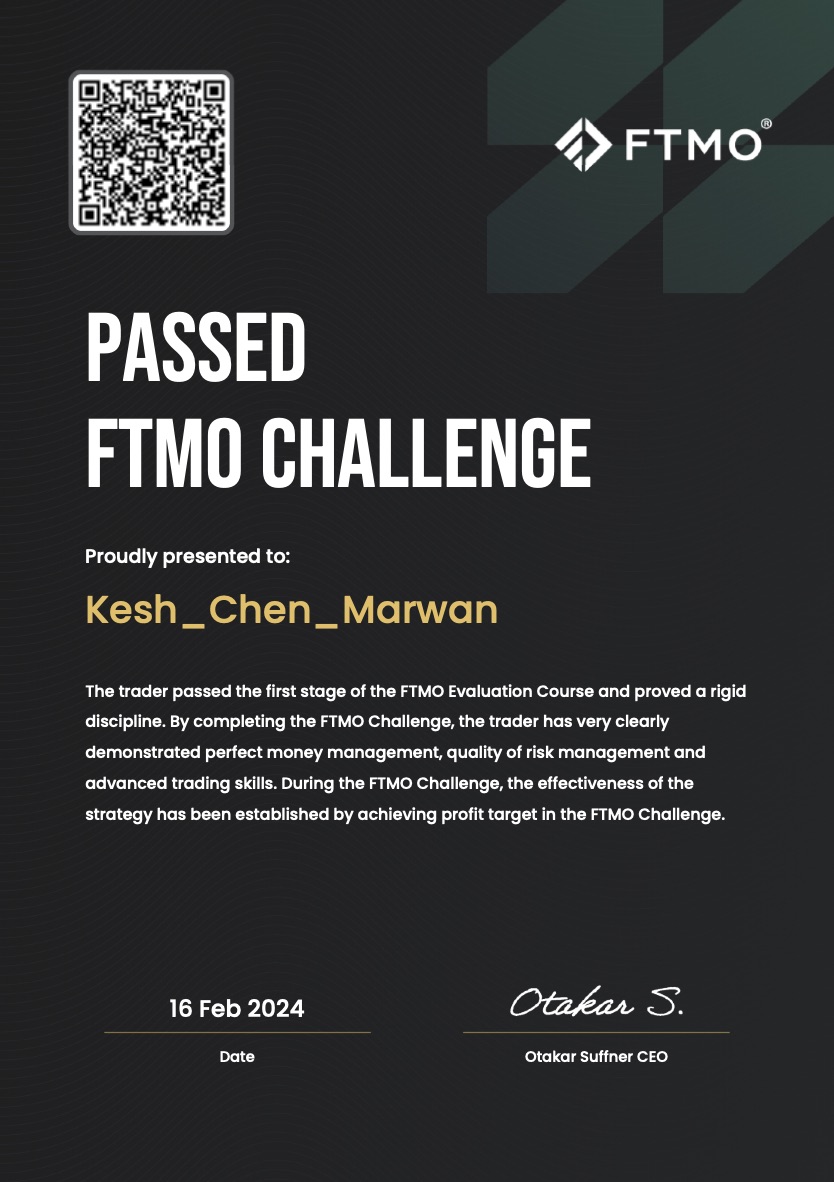 FTMO®
PASSED
FTMO CHALLENGE
Proudly presented to:
Kesh_Chen_Marwan
The trader passed the first stage of the FTMO Evaluation Course and proved a rigid
discipline. By completing the FTMO Challenge, the trader has very clearly
demonstrated perfect money management, quality of risk management and
advanced trading skills. During the FTMO Challenge, the effectiveness of the
strategy has been established by achieving profit target in the FTMO Challenge.
16 Feb 2024
Otakar S.
Date
Otakar Suffner CEO